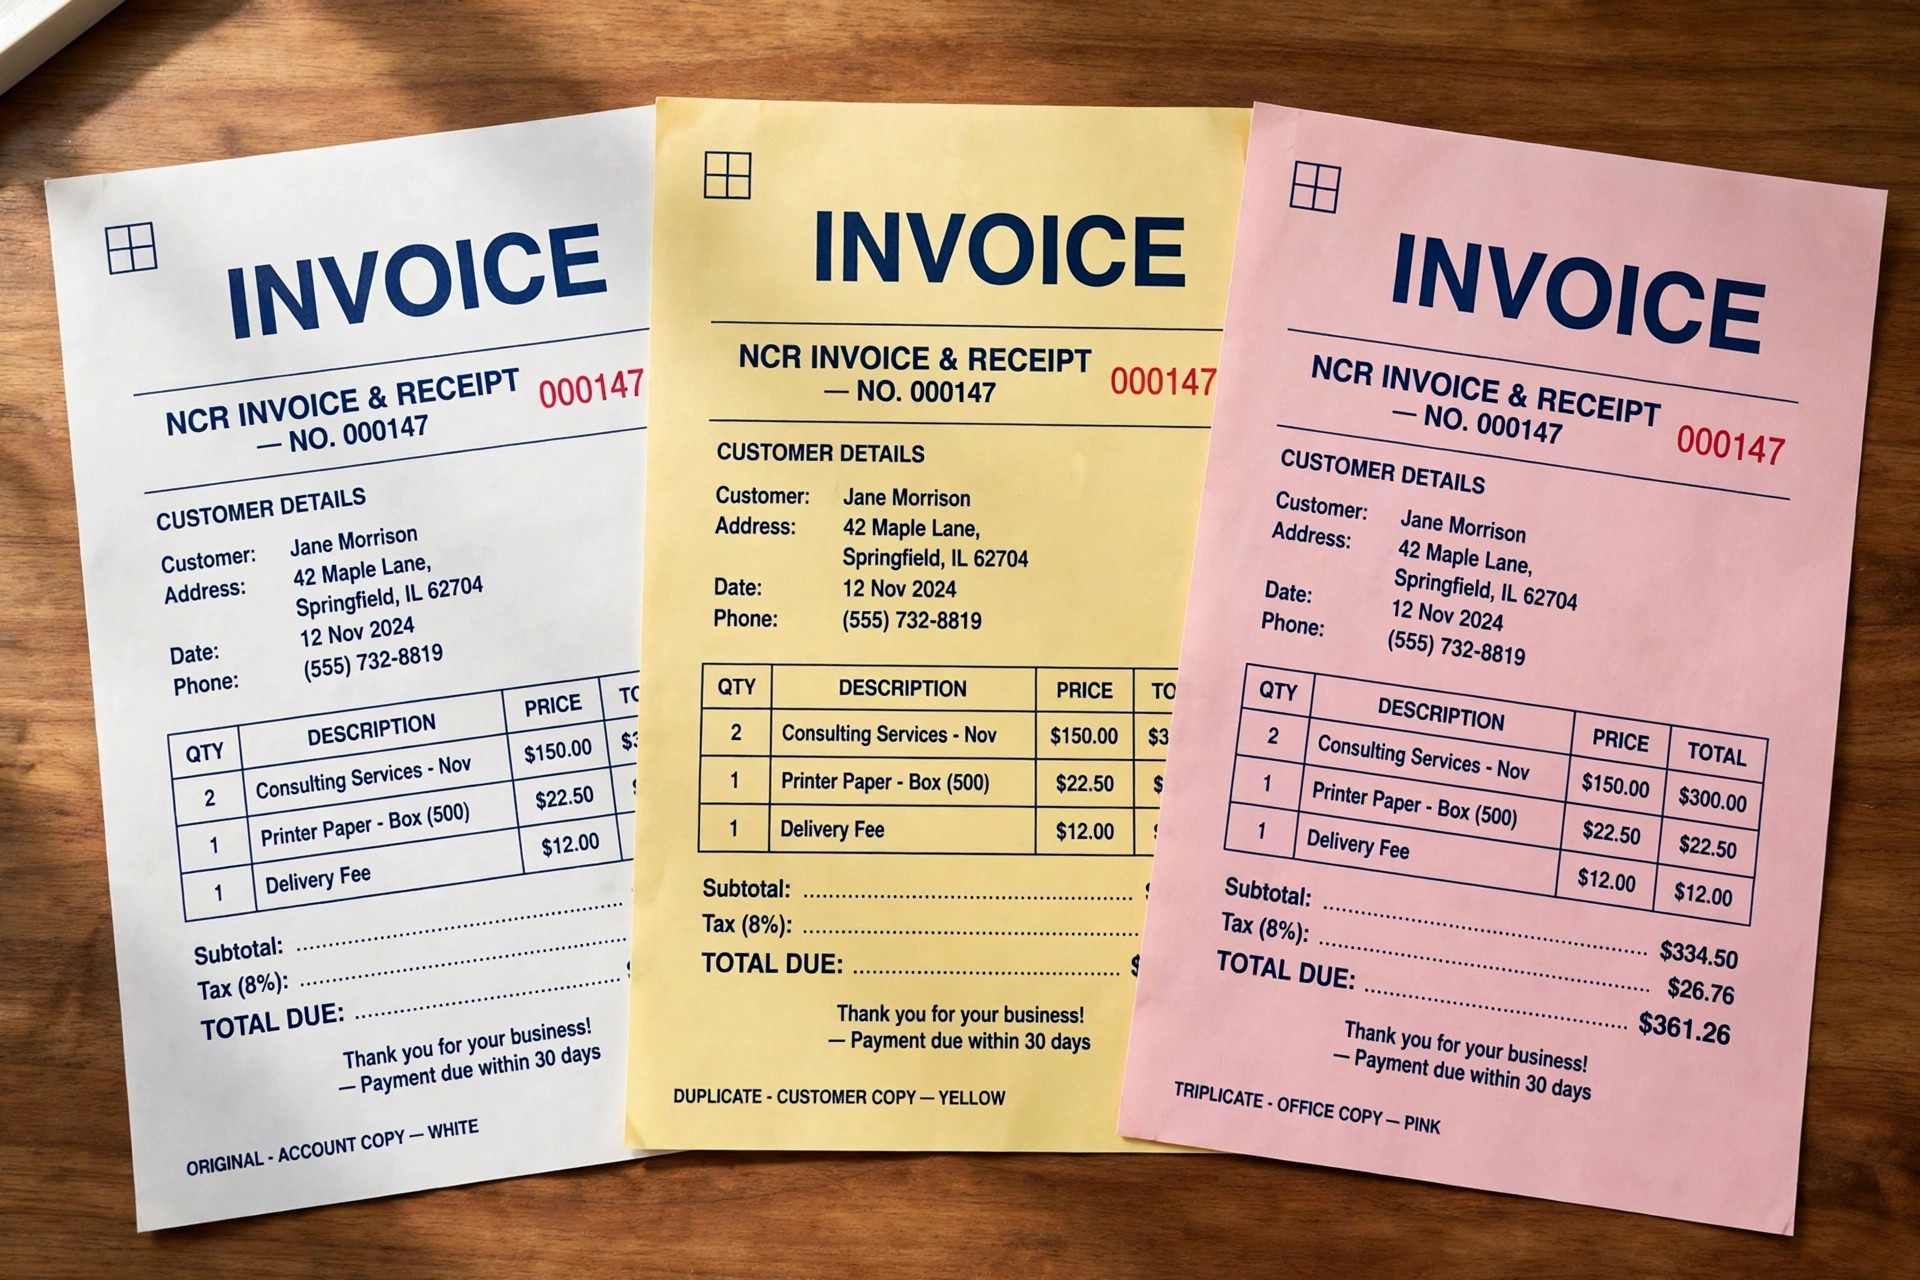 INVOICE
NCR INVOICE & RECEIPT
— NO. 000147
000147
CUSTOMER DETAILS
Customer: Jane Morrison
Address: 42 Maple Lane,
Springfield, IL 62704
Date: 12 Nov 2024
Phone: (555) 732-8819
QTY DESCRIPTION PRICE
2 Consulting Services - Nov $150.00
1 Printer Paper - Box (500) $22.50
1 Delivery Fee $12.00
Subtotal:
Tax (8%):
TOTAL DUE:
Thank you for your business!
— Payment due within 30 days
ORIGINAL - ACCOUNT COPY — WHITE
INVOICE
NCR INVOICE & RECEIPT
— NO. 000147
000147
CUSTOMER DETAILS
Customer: Jane Morrison
Address: 42 Maple Lane,
Springfield, IL 62704
Date: 12 Nov 2024
Phone: (555) 732-8819
QTY DESCRIPTION PRICE
2 Consulting Services - Nov $150.00
1 Printer Paper - Box (500) $22.50
1 Delivery Fee $12.00
Subtotal:
Tax (8%):
TOTAL DUE:
Thank you for your business!
— Payment due within 30 days
DUPLICATE - CUSTOMER COPY — YELLOW
INVOICE
NCR INVOICE & RECEIPT
— NO. 000147
000147
CUSTOMER DETAILS
Customer: Jane Morrison
Address: 42 Maple Lane,
Springfield, IL 62704
Date: 12 Nov 2024
Phone: (555) 732-8819
QTY DESCRIPTION PRICE TOTAL
2 Consulting Services - Nov $150.00 $300.00
1 Printer Paper - Box (500) $22.50 $22.50
1 Delivery Fee $12.00 $12.00
Subtotal: $334.50
Tax (8%): $26.76
TOTAL DUE: $361.26
Thank you for your business!
— Payment due within 30 days
TRIPLICATE - OFFICE COPY — PINK